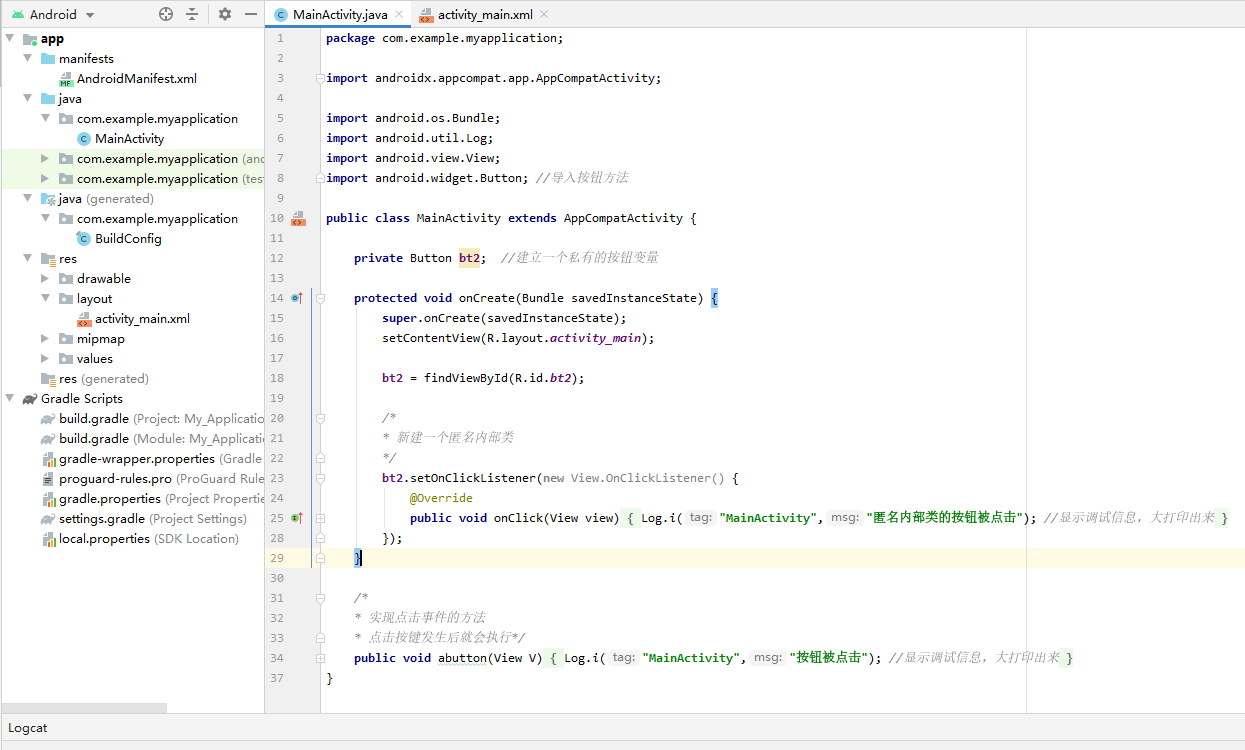 Android
MainActivity.java
activity_main.xml
app
manifests
AndroidManifest.xml
java
com.example.myapplication
MainActivity
com.example.myapplication (anc
com.example.myapplication (test
java (generated)
com.example.myapplication
BuildConfig
res
drawable
layout
activity_main.xml
mipmap
values
res (generated)
Gradle Scripts
build.gradle (Project: My_Applicatio
build.gradle (Module: My_Applicati
gradle-wrapper.properties (Gradle
proguard-rules.pro (ProGuard Rule
gradle.properties (Project Propertie
settings.gradle (Project Settings)
local.properties (SDK Location)
1 package com.example.myapplication;
2
3 import androidx.appcompat.app.AppCompatActivity;
4
5 import android.os.Bundle;
6 import android.util.Log;
7 import android.view.View;
8 import android.widget.Button; //导入按钮方法
9
10 public class MainActivity extends AppCompatActivity {
11
12 private Button bt2; //建立一个私有的按钮变量
13
14 protected void onCreate(Bundle savedInstanceState) {
15 super.onCreate(savedInstanceState);
16 setContentView(R.layout.activity_main);
17
18 bt2 = findViewById(R.id.bt2);
19
20 /*
21 * 新建一个匿名内部类
22 */
23 bt2.setOnClickListener(new View.OnClickListener() {
24 @Override
25 public void onClick(View view) { Log.i( tag: "MainActivity", msg: "匿名内部类的按钮被点击"); //显示调试信息，大打印出来 }
28 });
29 }
30
31 /*
32 * 实现点击事件的方法
33 * 点击按键发生后就会执行*/
34 public void abutton(View V) { Log.i( tag: "MainActivity", msg: "按钮被点击"); //显示调试信息，大打印出来 }
37 }
Logcat